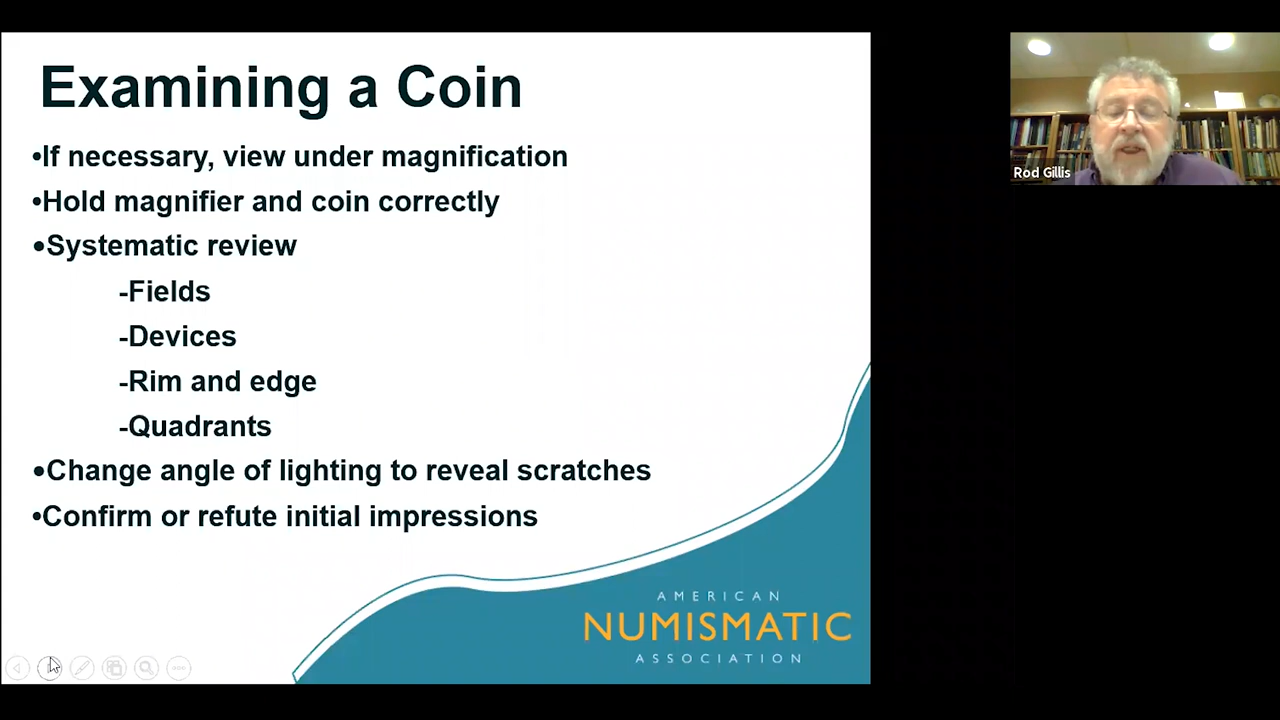 Examining a Coin
•If necessary, view under magnification
•Hold magnifier and coin correctly
•Systematic review
-Fields
-Devices
-Rim and edge
-Quadrants
•Change angle of lighting to reveal scratches
•Confirm or refute initial impressions
AMERICAN
NUMISMATIC
ASSOCIATION
Rod Gillis